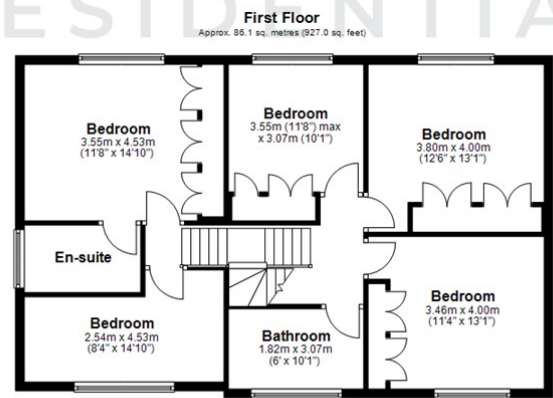 ESIDENTIA
First Floor
Approx. 86.1 sq. metres (927.0 sq. feet)
Bedroom
3.55m x 4.53m
(11'8" x 14'10")
Bedroom
3.55m (11'8") max
x 3.07m (10'1")
Bedroom
3.80m x 4.00m
(12'6" x 13'1")
En-suite
Bedroom
2.54m x 4.53m
(8'4" x 14'10")
Bathroom
1.82m x 3.07m
(6' x 10'1")
Bedroom
3.46m x 4.00m
(11'4" x 13'1")